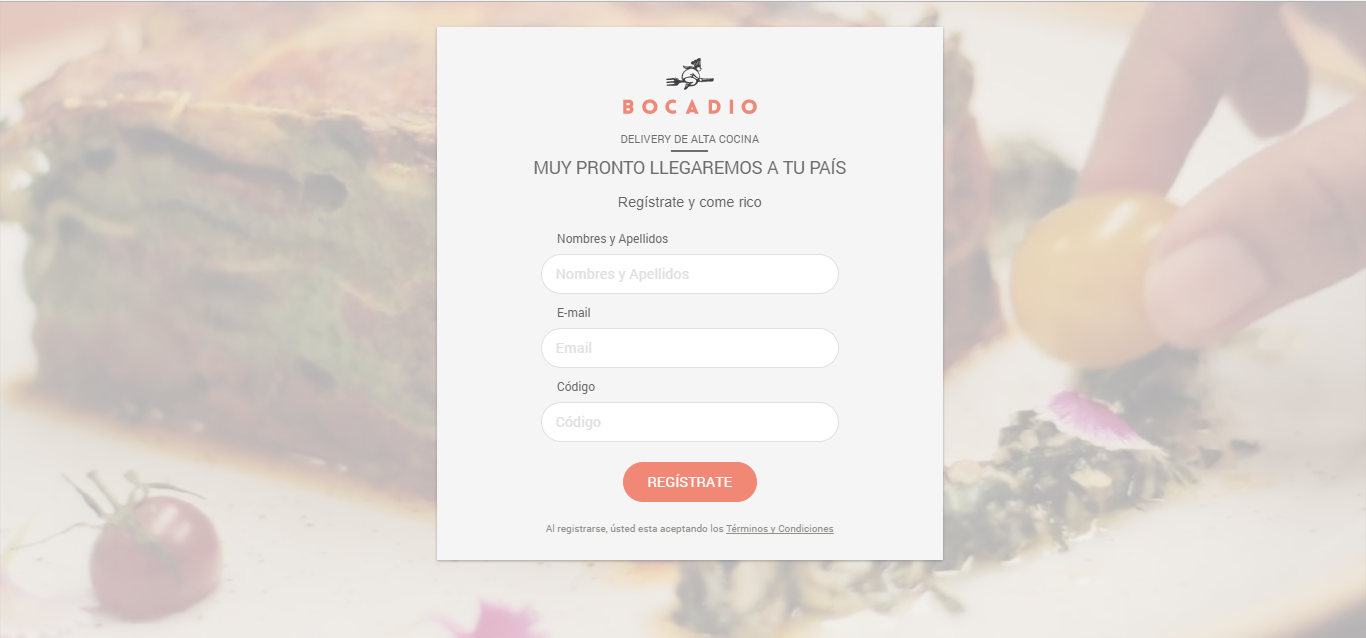 BOCADIO
DELIVERY DE ALTA COCINA
MUY PRONTO LLEGAREMOS A TU PAÍS
Regístrate y come rico
Nombres y Apellidos
Nombres y Apellidos
E-mail
Email
Código
Código
REGÍSTRATE
Al registrarse, ústed esta aceptando los Términos y Condiciones